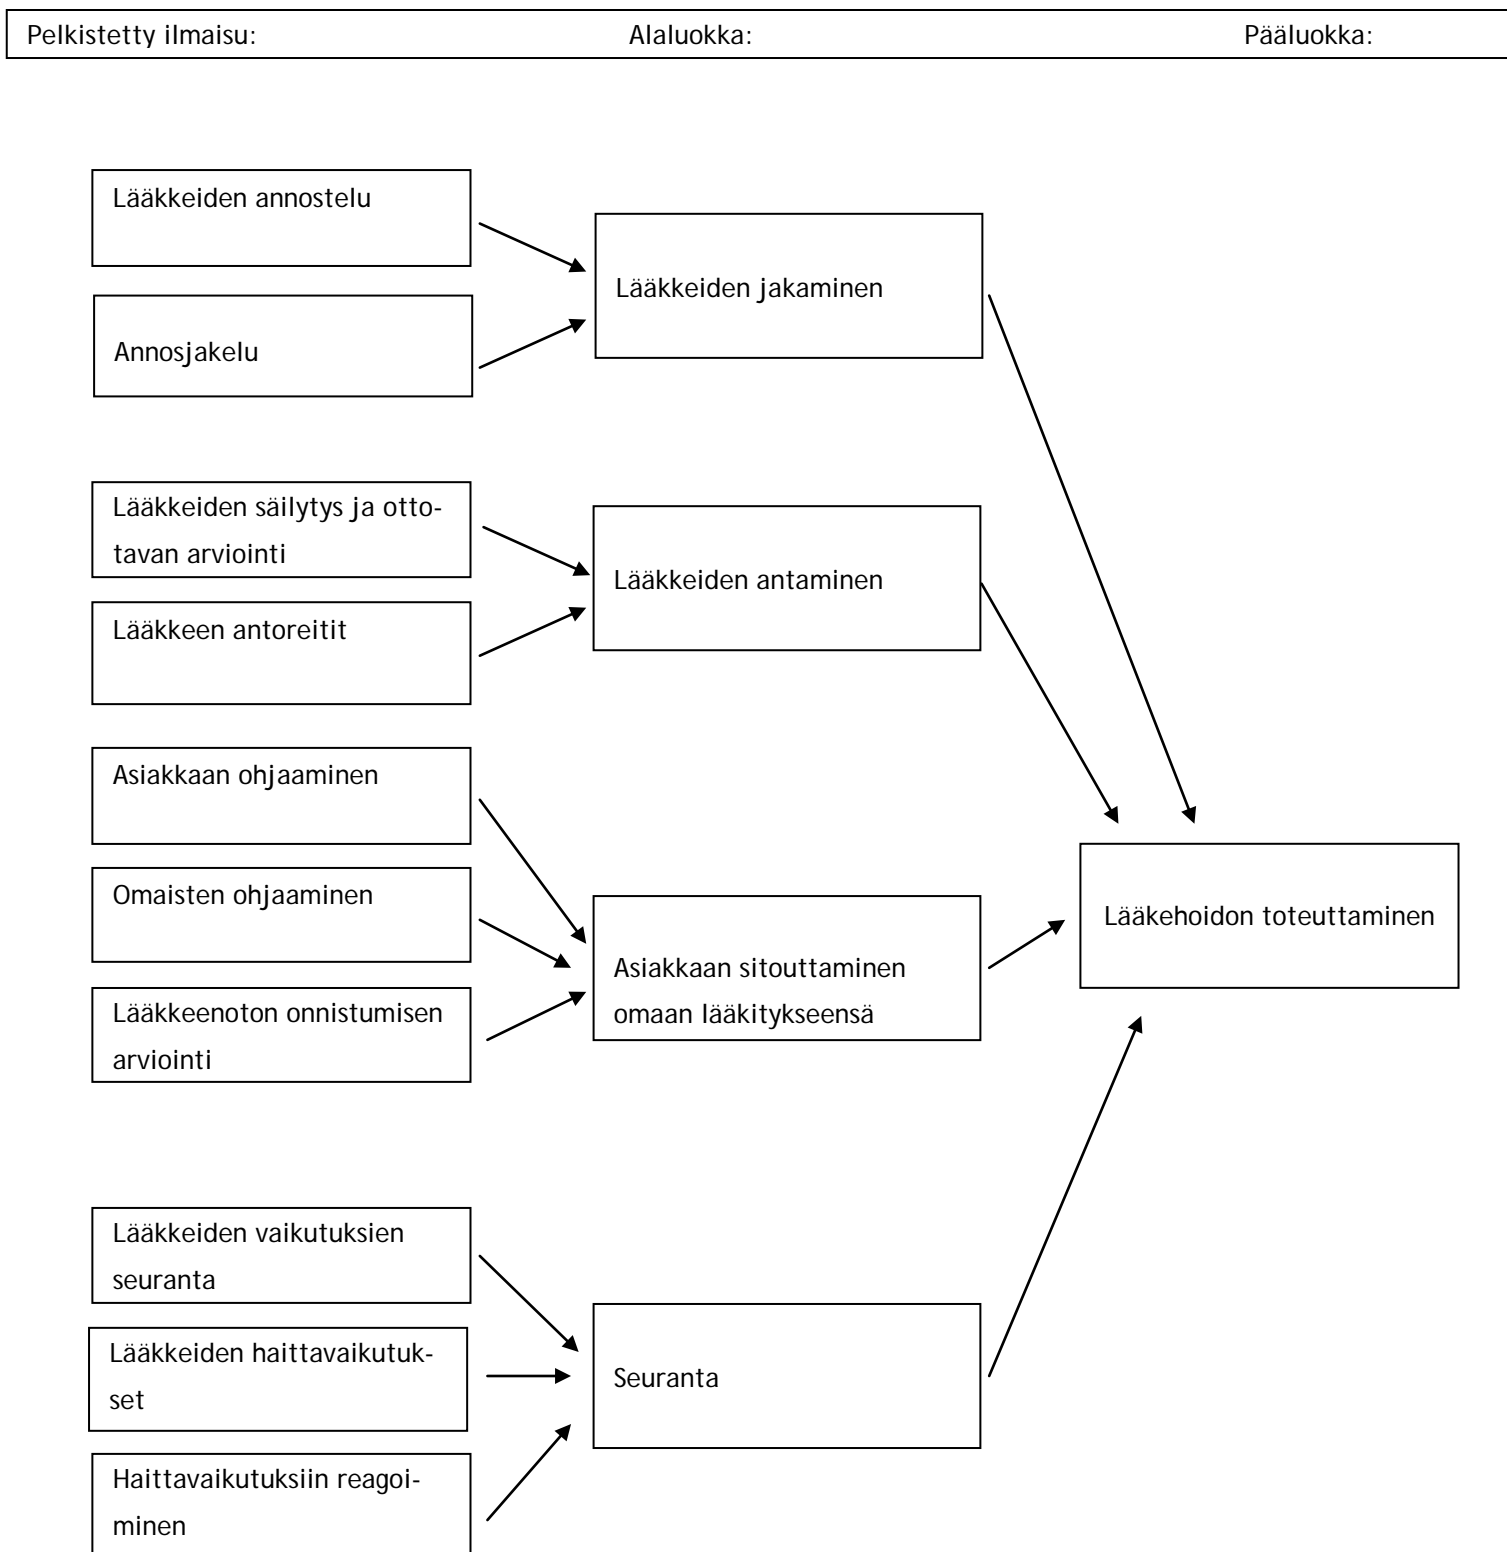 Pelkistetty ilmaisu: Alaluokka: Pääluokka:
Lääkkeiden annostelu
Annosjakelu
Lääkkeiden jakaminen
Lääkkeiden säilytys ja otto-
tavan arviointi
Lääkkeen antoreitit
Lääkkeiden antaminen
Asiakkaan ohjaaminen
Omaisten ohjaaminen
Lääkkeenoton onnistumisen
arviointi
Asiakkaan sitouttaminen
omaan lääkitykseensä
Lääkehoidon toteuttaminen
Lääkkeiden vaikutuksien
seuranta
Lääkkeiden haittavaikutuk-
set
Haittavaikutuksiin reagoi-
minen
Seuranta